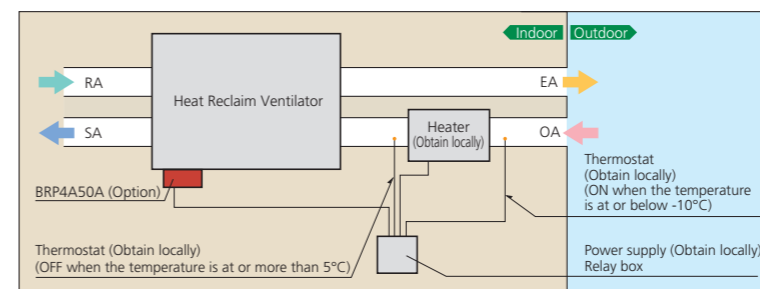 Indoor Outdoor
RA
Heat Reclaim Ventilator
EA
SA
Heater
(Obtain locally)
OA
Thermostat
(Obtain locally)
(ON when the temperature
is at or below -10°C)
BRP4A50A (Option)
Thermostat (Obtain locally)
(OFF when the temperature is at or more than 5°C)
Power supply (Obtain locally)
Relay box